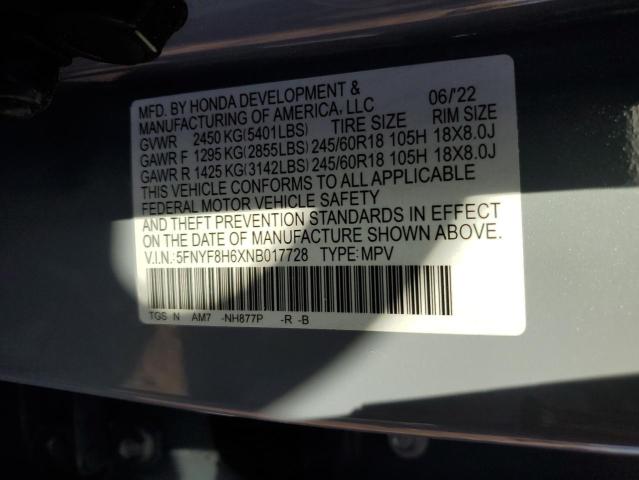 MFD. BY HONDA DEVELOPMENT &
MANUFACTURING OF AMERICA, LLC 06/'22
GVWR 2450 KG(5401LBS) TIRE SIZE RIM SIZE
GAWR F 1295 KG(2855LBS) 245/60R18 105H 18X8.0J
GAWR R 1425 KG(3142LBS) 245/60R18 105H 18X8.0J
THIS VEHICLE CONFORMS TO ALL APPLICABLE
FEDERAL MOTOR VEHICLE SAFETY
AND THEFT PREVENTION STANDARDS IN EFFECT
ON THE DATE OF MANUFACTURE SHOWN ABOVE.
V.I.N.: 5FNYF8H6XNB017728 TYPE: MPV
TGS N AM7 -NH877P -R -B